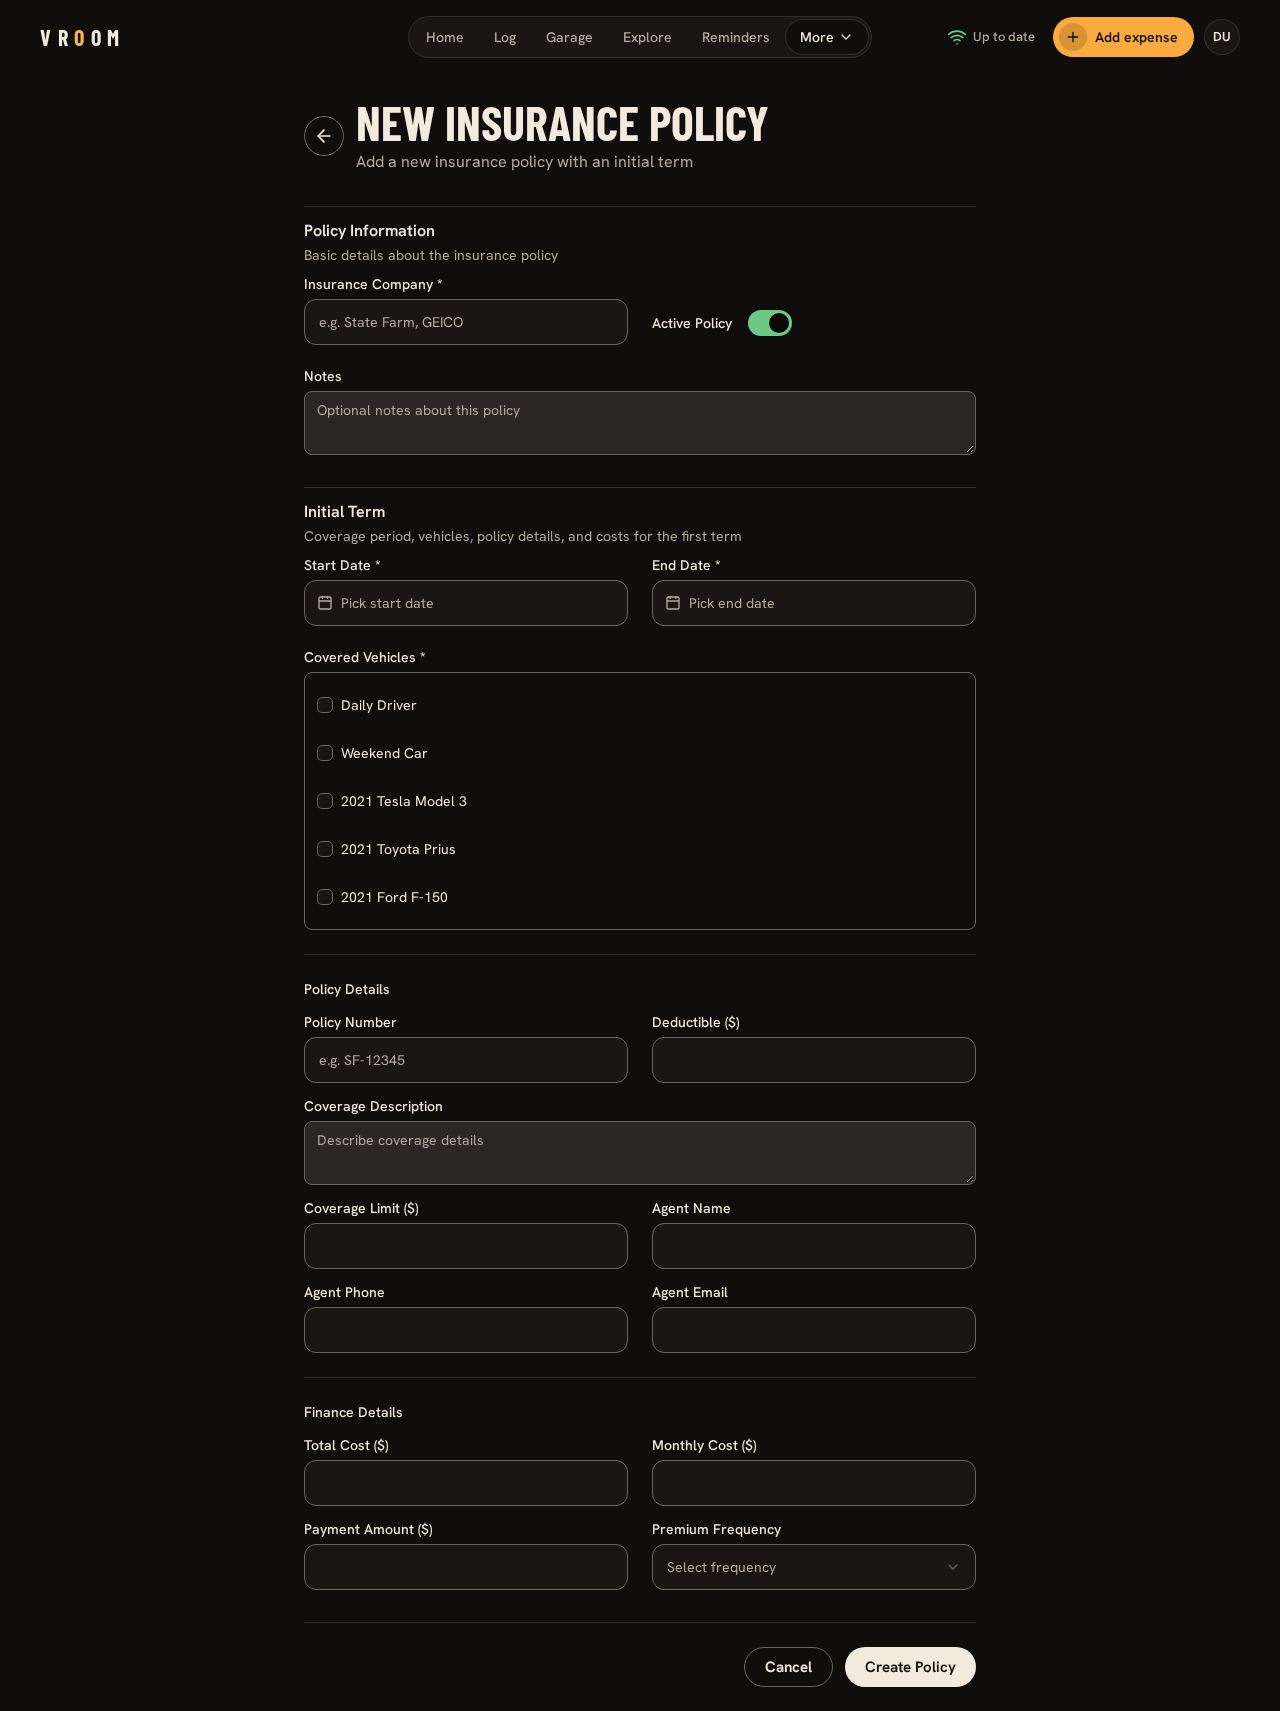 VROOM
Home Log Garage Explore Reminders More
Up to date
Add expense
DU
NEW INSURANCE POLICY
Add a new insurance policy with an initial term
Policy Information
Basic details about the insurance policy
Insurance Company *
e.g. State Farm, GEICO
Active Policy
Notes
Optional notes about this policy
Initial Term
Coverage period, vehicles, policy details, and costs for the first term
Start Date * End Date *
Pick start date Pick end date
Covered Vehicles *
Daily Driver
Weekend Car
2021 Tesla Model 3
2021 Toyota Prius
2021 Ford F-150
Policy Details
Policy Number Deductible ($)
e.g. SF-12345
Coverage Description
Describe coverage details
Coverage Limit ($) Agent Name
Agent Phone Agent Email
Finance Details
Total Cost ($) Monthly Cost ($)
Payment Amount ($) Premium Frequency
Select frequency
Cancel Create Policy